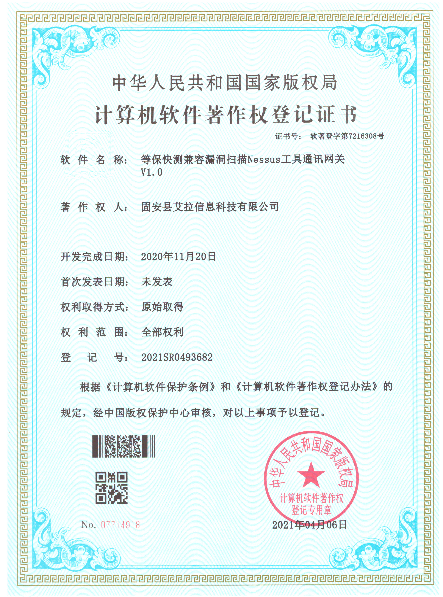 中华人民共和国国家版权局
计算机软件著作权登记证书
证书号: 软著登字第7216308号
软件名称: 等保快测兼容漏洞扫描Nessus工具通讯网关
V1.0
著作权人: 固安县艾拉信息科技有限公司
开发完成日期: 2020年11月20日
首次发表日期: 未发表
权利取得方式: 原始取得
权利范围: 全部权利
登记号: 2021SR0493682
根据《计算机软件保护条例》和《计算机软件著作权登记办法》的
规定,经中国版权保护中心审核,对以上事项予以登记。
中华人民共和国国家版权局
计算机软件著作权
登记专用章
No.
2021年04月06日